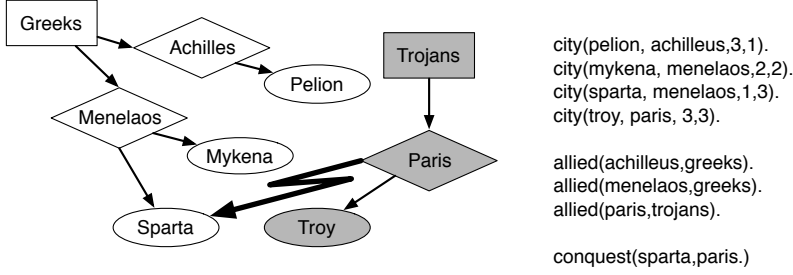 Greeks
Achilles
Trojans
Pelion
Menelaos
Mykena
Paris
Sparta
Troy
city(pelion, achilleus,3,1).
city(mykena, menelaos,2,2).
city(sparta, menelaos,1,3).
city(troy, paris, 3,3).
allied(achilleus,greeks).
allied(menelaos,greeks).
allied(paris,trojans).
conquest(sparta,paris.)